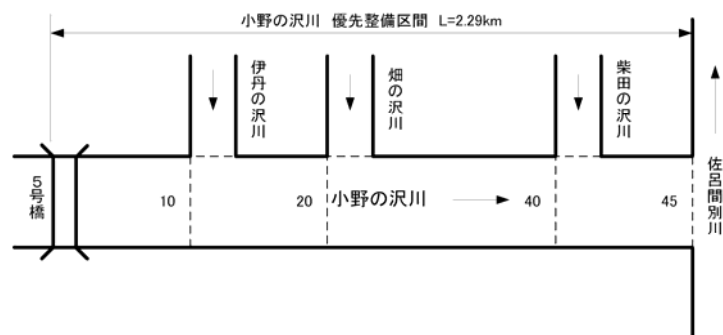 小野の沢川 優先整備区間 L=2.29km
伊丹の沢川
畑の沢川
柴田の沢川
佐呂間別川
5号橋
10
20
小野の沢川
40
45